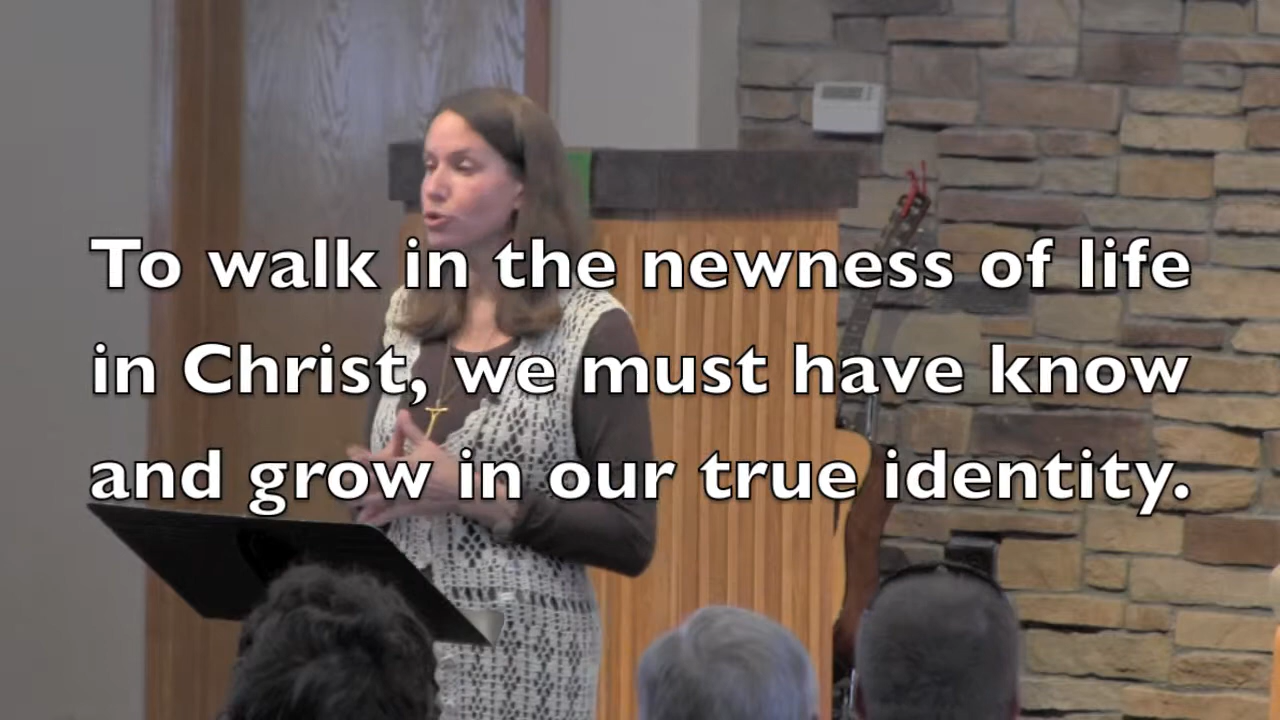 To walk in the newness of life
in Christ, we must have know
and grow in our true identity.